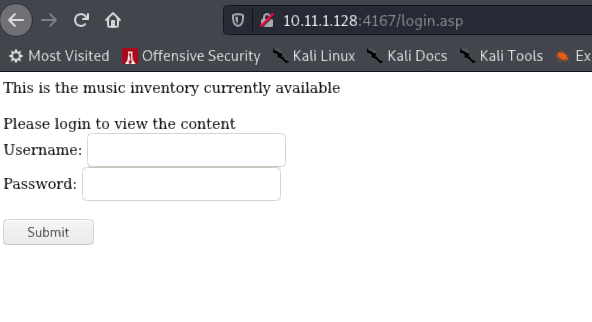 10.11.1.128:4167/login.asp
Most Visited Offensive Security Kali Linux Kali Docs Kali Tools Ex
This is the music inventory currently available
Please login to view the content
Username:
Password:
Submit